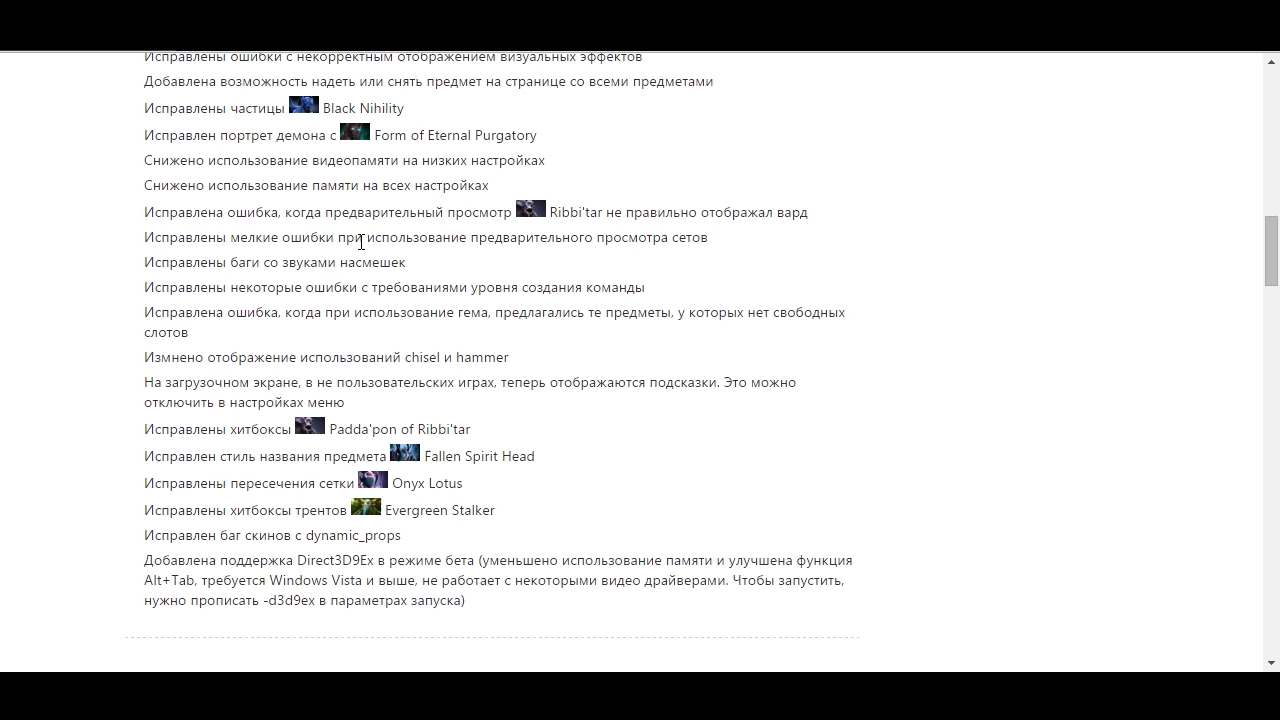 Исправлены ошибки с некорректным отображением визуальных эффектов
Добавлена возможность надеть или снять предмет на странице со всеми предметами
Исправлены частицы Black Nihility
Исправлен портрет демона с Form of Eternal Purgatory
Снижено использование видеопамяти на низких настройках
Снижено использование памяти на всех настройках
Исправлена ошибка, когда предварительный просмотр Ribbi'tar не правильно отображал вард
Исправлены мелкие ошибки при использование предварительного просмотра сетов
Исправлены баги со звуками насмешек
Исправлены некоторые ошибки с требованиями уровня создания команды
Исправлена ошибка, когда при использование гема, предлагались те предметы, у которых нет свободных
слотов
Измнено отображение использований chisel и hammer
На загрузочном экране, в не пользовательских играх, теперь отображаются подсказки. Это можно
отключить в настройках меню
Исправлены хитбоксы Padda'pon of Ribbi'tar
Исправлен стиль названия предмета Fallen Spirit Head
Исправлены пересечения сетки Onyx Lotus
Исправлены хитбоксы трентов Evergreen Stalker
Исправлен баг скинов с dynamic_props
Добавлена поддержка Direct3D9Ex в режиме бета (уменьшено использование памяти и улучшена функция
Alt+Tab, требуется Windows Vista и выше, не работает с некоторыми видео драйверами. Чтобы запустить,
нужно прописать -d3d9ex в параметрах запуска)